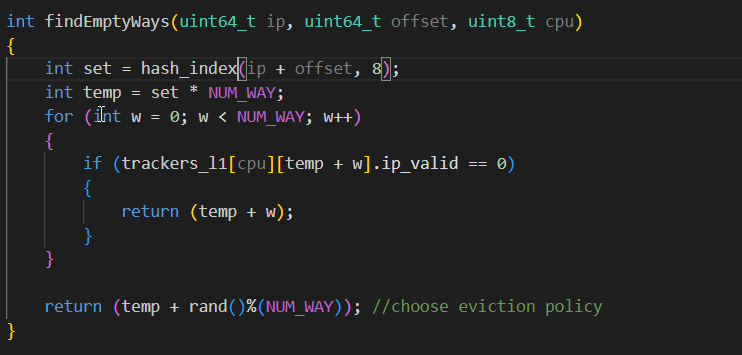 int findEmptyWays(uint64_t ip, uint64_t offset, uint8_t cpu)
{
    int set = hash_index(ip + offset, 8);
    int temp = set * NUM_WAY;
    for (int w = 0; w < NUM_WAY; w++)
    {
        if (trackers_l1[cpu][temp + w].ip_valid == 0)
        {
            return (temp + w);
        }
    }
    return (temp + rand()%(NUM_WAY)); //choose eviction policy
}